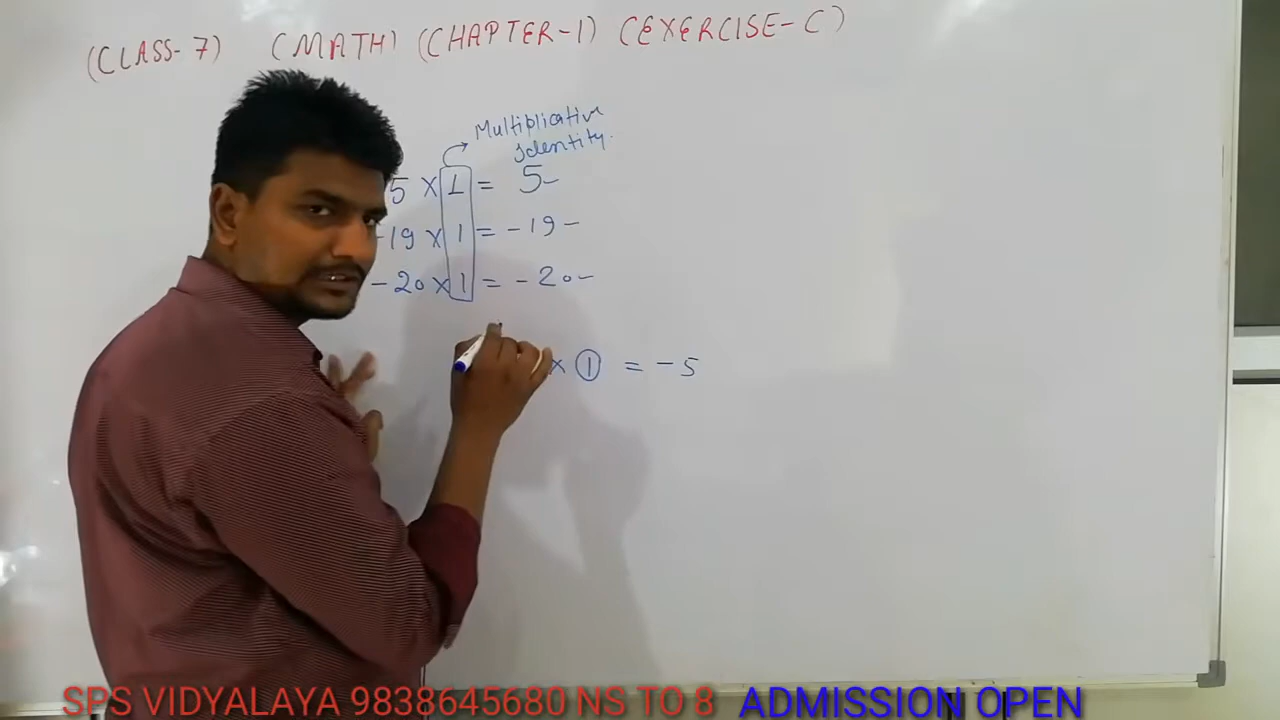 (CLASS-7) (MATH) (CHAPTER-1) (EXERCISE-C)
Multiplicative
Identity.
5 × 1 = 5-
-19 × 1 = -19-
-20 × 1 = -20-
× 1 = -5
SPS VIDYALAYA 9838645680 NS TO 8 ADMISSION OPEN